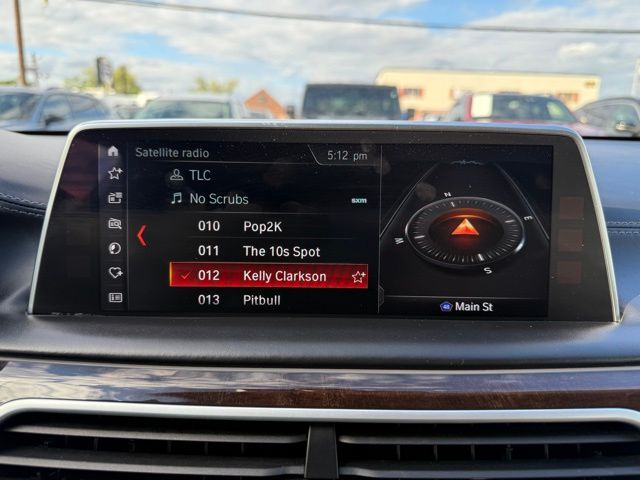 Satellite radio 5:12 pm
TLC
No Scrubs sxm
010 Pop2K
011 The 10s Spot
012 Kelly Clarkson
013 Pitbull
N
E
W
S
48 Main St